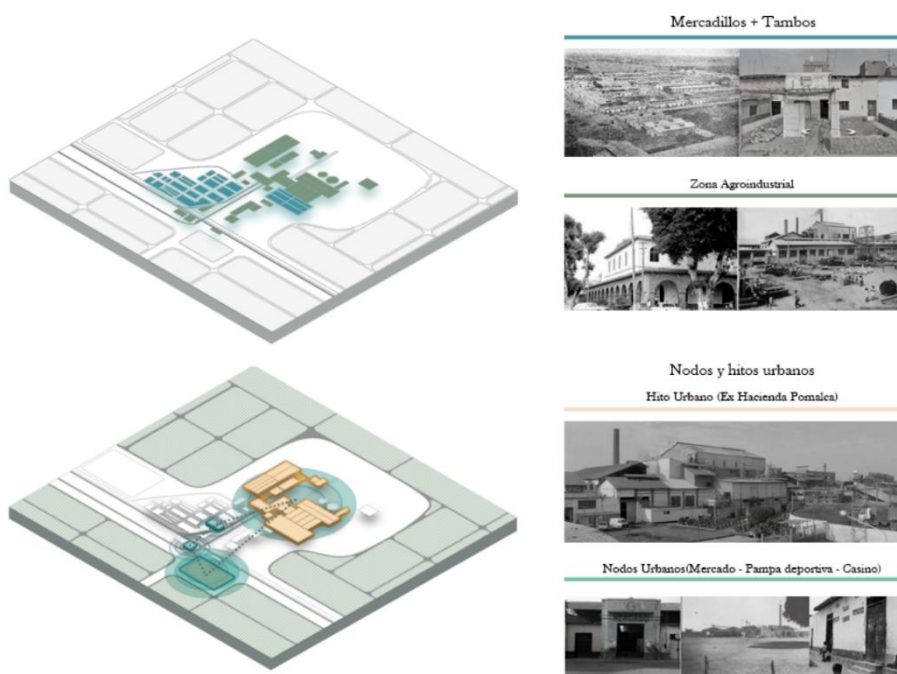 Mercadillos + Tambos
Zona Agroindustrial
Nodos y hitos urbanos
Hito Urbano (Ex Hacienda Pomalca)
Nodos Urbanos(Mercado - Pampa deportiva - Casino)